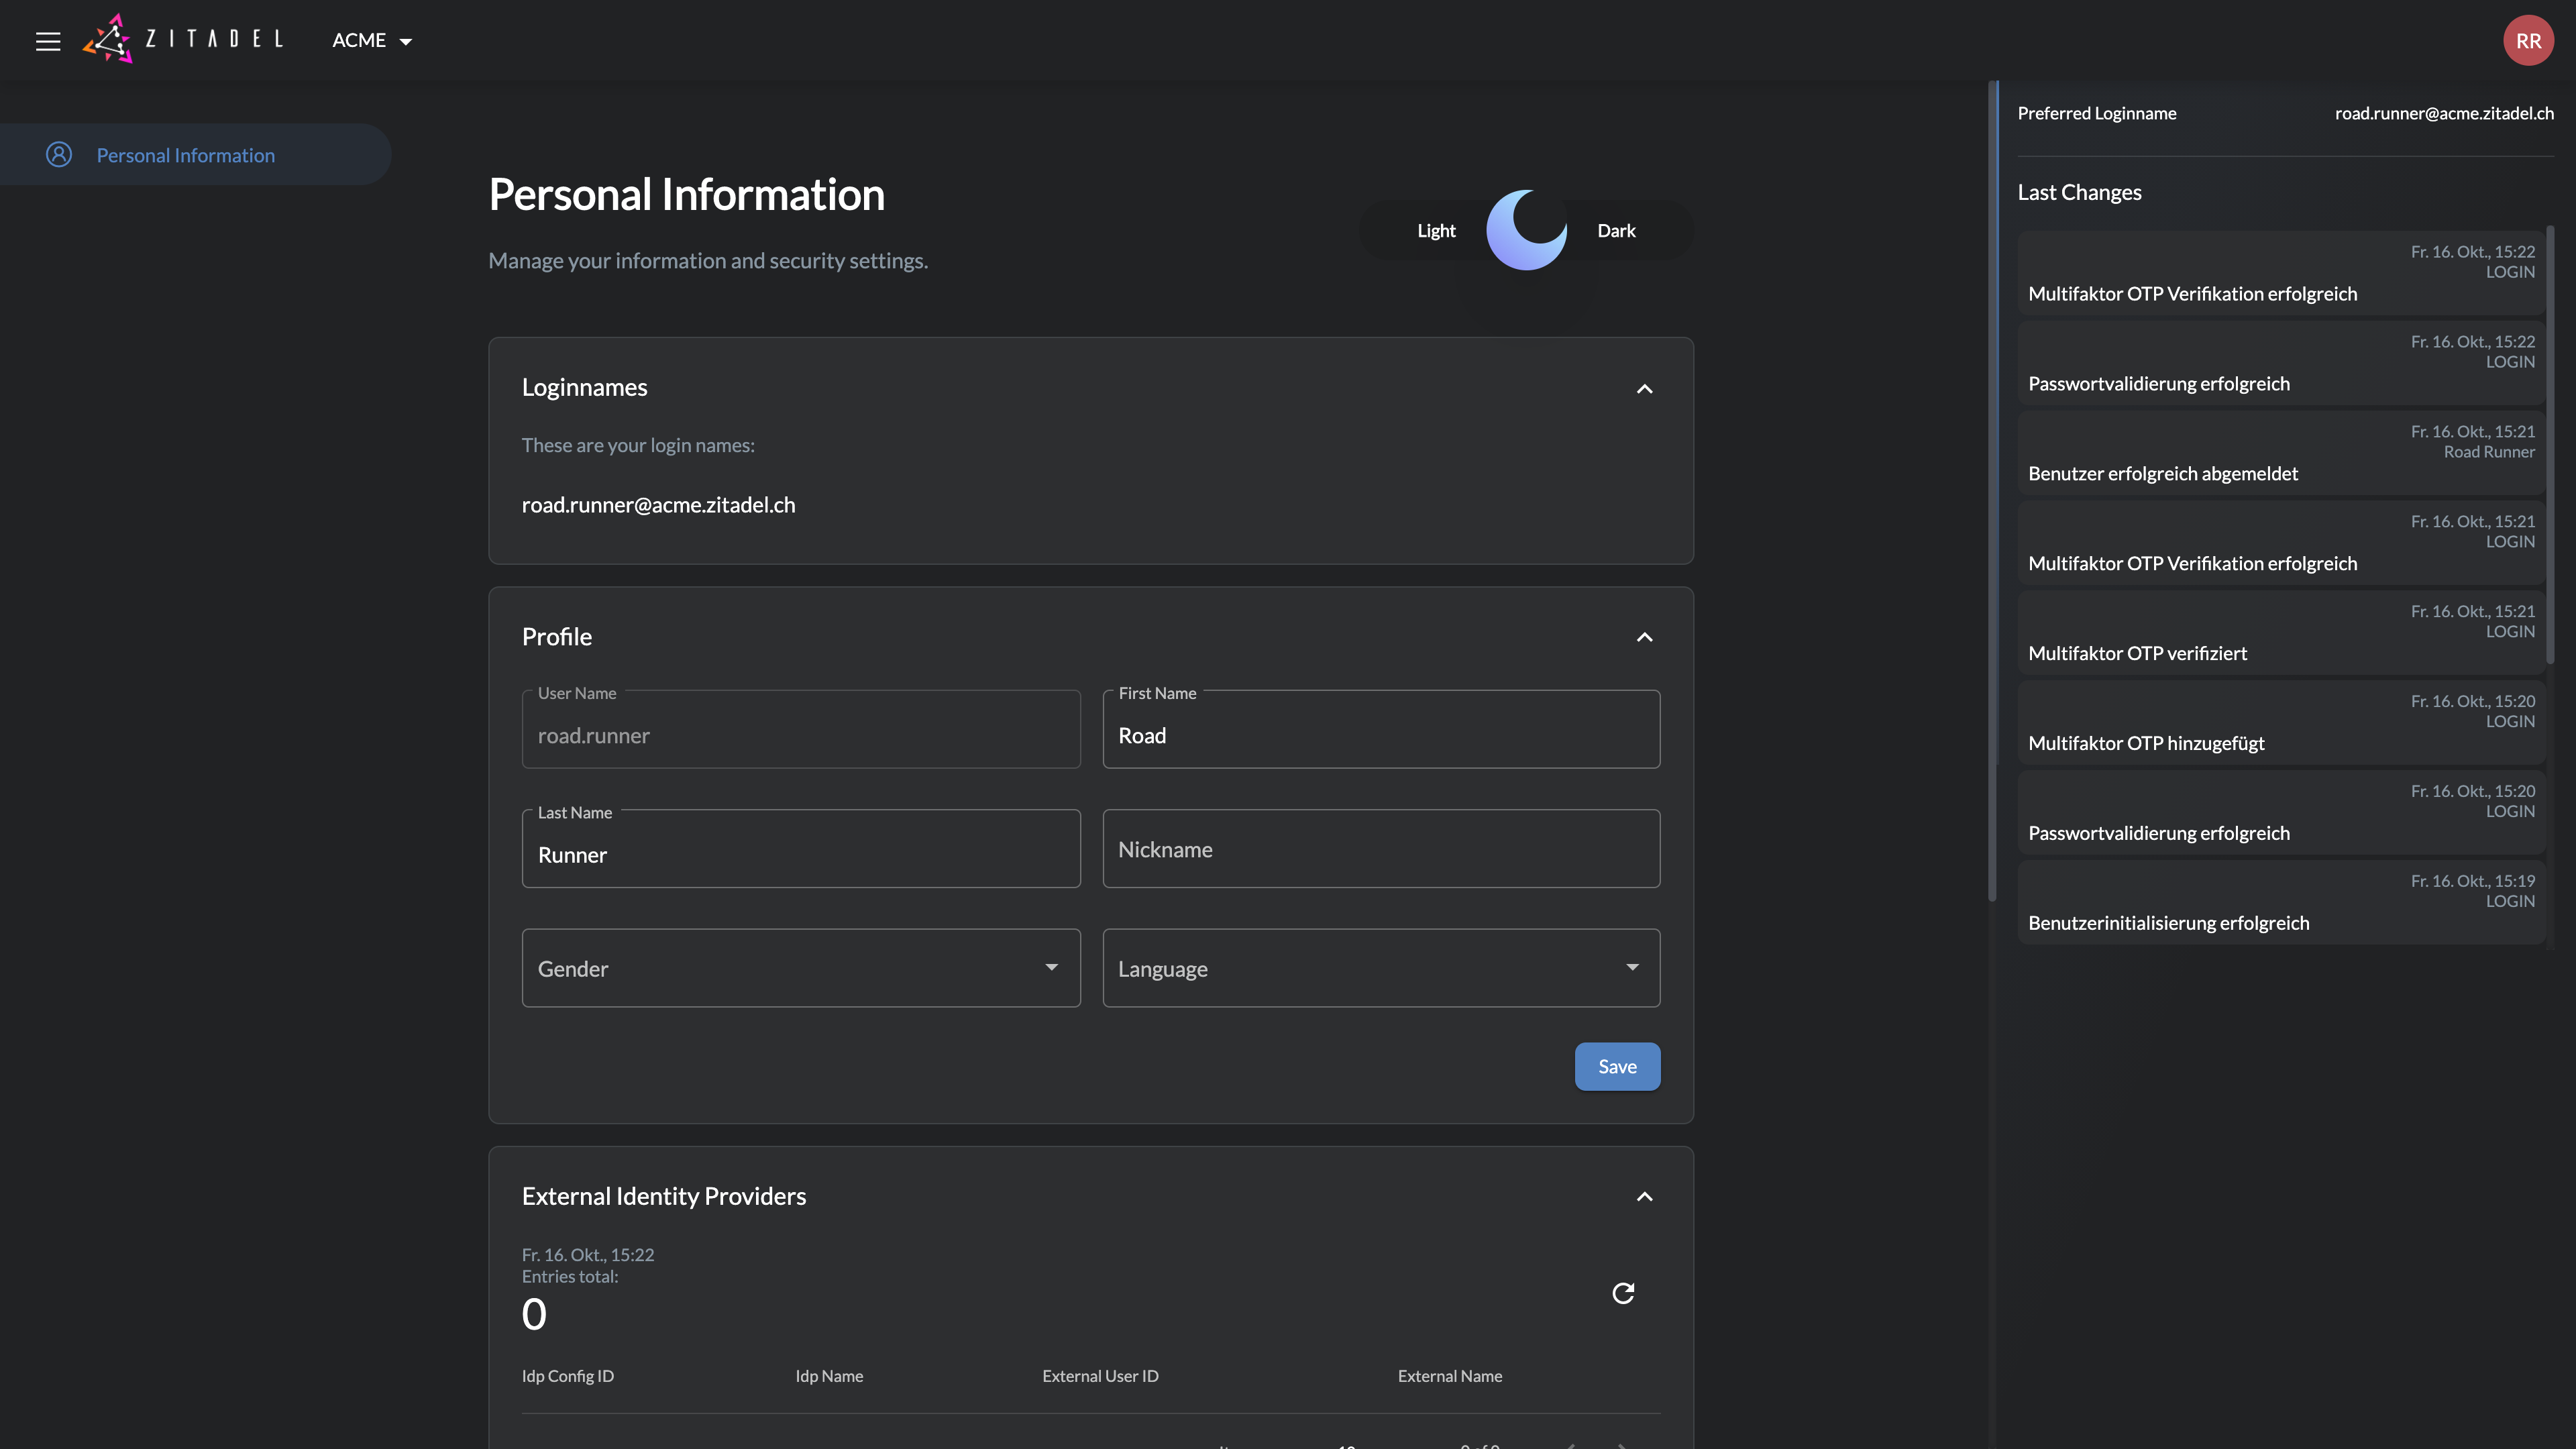 ZITADEL
ACME
RR
Personal Information
Personal Information
Manage your information and security settings.
Light
Dark
Loginnames
These are your login names:
road.runner@acme.zitadel.ch
Profile
User Name
road.runner
First Name
Road
Last Name
Runner
Nickname
Gender
Language
Save
External Identity Providers
Fr. 16. Okt., 15:22
Entries total:
0
Idp Config ID
Idp Name
External User ID
External Name
Preferred Loginname
road.runner@acme.zitadel.ch
Last Changes
Fr. 16. Okt., 15:22
LOGIN
Multifaktor OTP Verifikation erfolgreich
Fr. 16. Okt., 15:22
LOGIN
Passwortvalidierung erfolgreich
Fr. 16. Okt., 15:21
Road Runner
Benutzer erfolgreich abgemeldet
Fr. 16. Okt., 15:21
LOGIN
Multifaktor OTP Verifikation erfolgreich
Fr. 16. Okt., 15:21
LOGIN
Multifaktor OTP verifiziert
Fr. 16. Okt., 15:20
LOGIN
Multifaktor OTP hinzugefügt
Fr. 16. Okt., 15:20
LOGIN
Passwortvalidierung erfolgreich
Fr. 16. Okt., 15:19
LOGIN
Benutzerinitialisierung erfolgreich